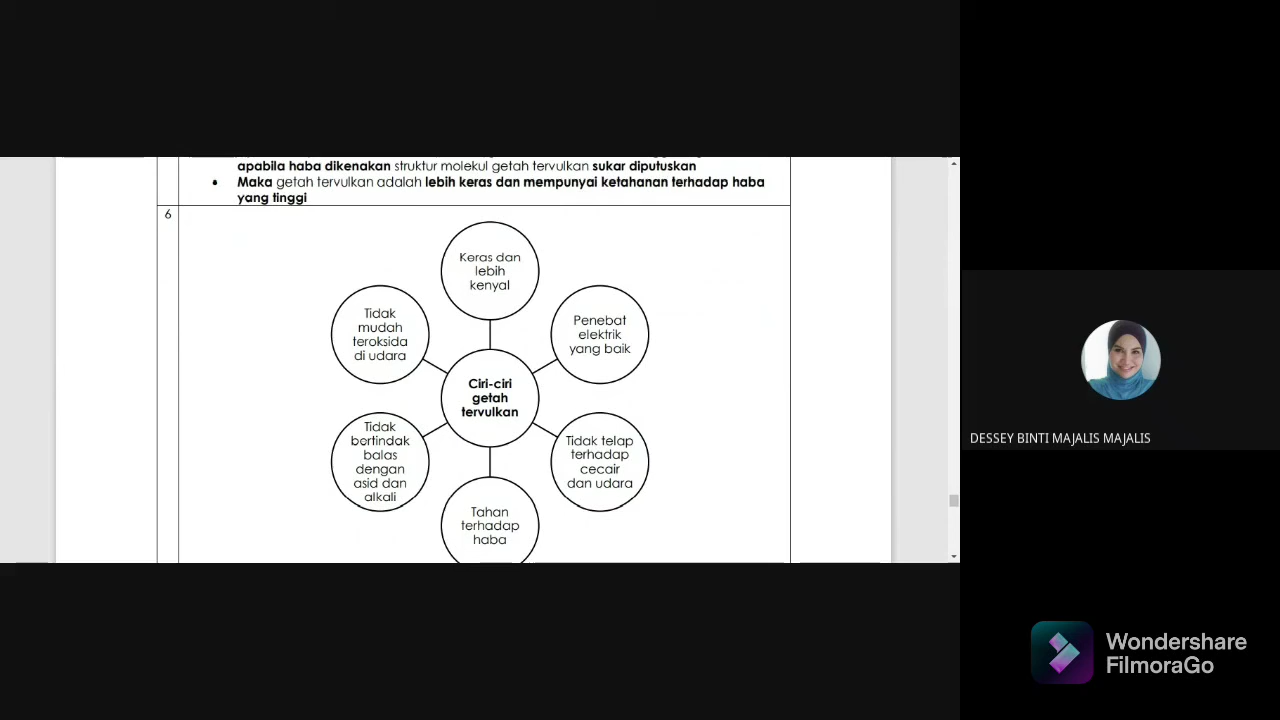 apabila haba dikenakan struktur molekul getah tervulkan sukar diputuskan
• Maka getah tervulkan adalah lebih keras dan mempunyai ketahanan terhadap haba
yang tinggi
6
Keras dan
lebih
kenyal
Tidak
mudah
teroksida
di udara
Penebat
elektrik
yang baik
Ciri-ciri
getah
tervulkan
Tidak
bertindak
balas
dengan
asid dan
alkali
Tidak telap
terhadap
cecair
dan udara
Tahan
terhadap
haba
DESSEY BINTI MAJALIS MAJALIS
Wondershare
FilmoraGo